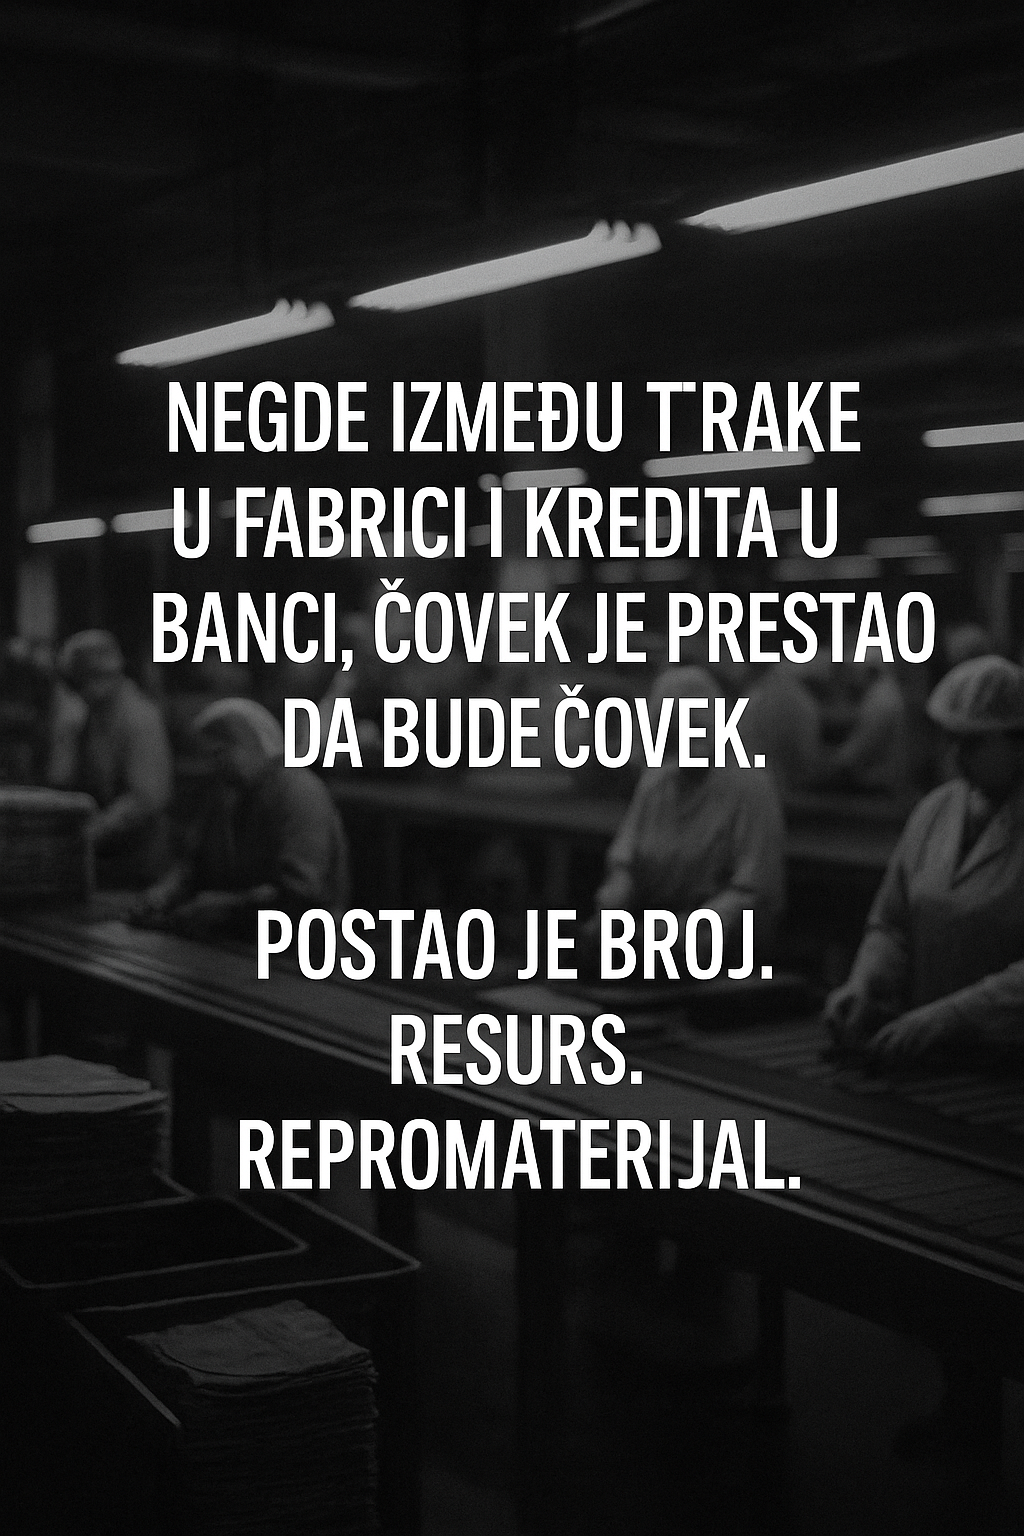 NEGDE IZMEĐU TRAKE
U FABRICI I KREDITA U
BANCI, ČOVEK JE PRESTAO
DA BUDE ČOVEK.
POSTAO JE BROJ.
RESURS.
REPROMATERIJAL.